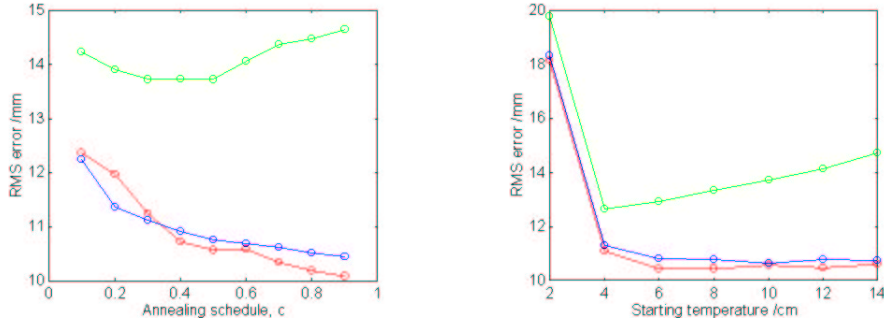 15
14
13
12
11
10
RMS error /mm
0 0.2 0.4 0.6 0.8 1
Annealing schedule, c
20
18
16
14
12
10
RMS error /mm
2 4 6 8 10 12 14
Starting temperature /cm